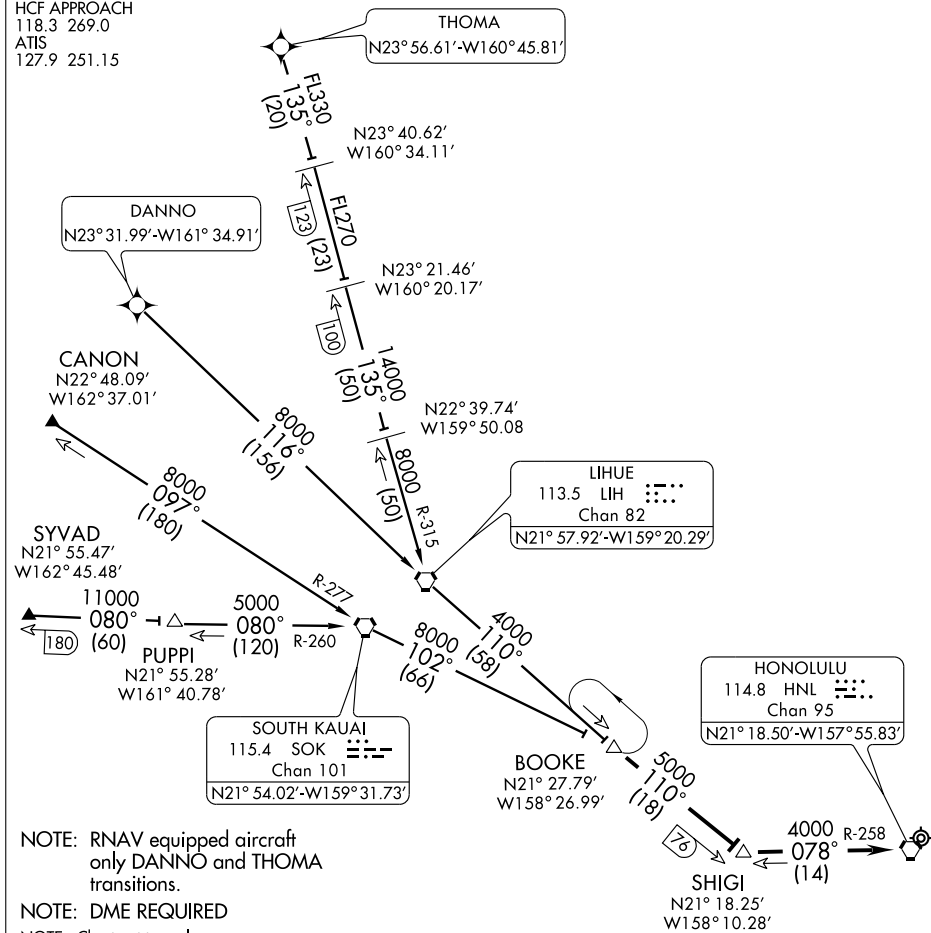 HCF APPROACH
118.3 269.0
ATIS
127.9 251.15
THOMA
N23° 56.61′-W160° 45.81′
FL330
135°
(20)
N23° 40.62′
W160° 34.11′
123
FL270
(23)
DANNO
N23° 31.99′-W161° 34.91′
N23° 21.46′
W160° 20.17′
100
14000
135°
(50)
CANON
N22° 48.09′
W162° 37.01′
8000
116°
(156)
N22° 39.74′
W159° 50.08
8000
(50)
R-315
8000
097°
(180)
R-277
LIHUE
113.5 LIH
Chan 82
N21° 57.92′-W159° 20.29′
SYVAD
N21° 55.47′
W162° 45.48′
11000
080°
(60)
180
PUPPI
N21° 55.28′
W161° 40.78′
5000
080°
(120)
R-260
8000
102°
(66)
4000
110°
(58)
SOUTH KAUAI
115.4 SOK
Chan 101
N21° 54.02′-W159° 31.73′
HONOLULU
114.8 HNL
Chan 95
N21° 18.50′-W157° 55.83′
BOOKE
N21° 27.79′
W158° 26.99′
5000
110°
(18)
76
4000
078°
(14)
R-258
SHIGI
N21° 18.25′
W158° 10.28′
NOTE: RNAV equipped aircraft
only DANNO and THOMA
transitions.
NOTE: DME REQUIRED